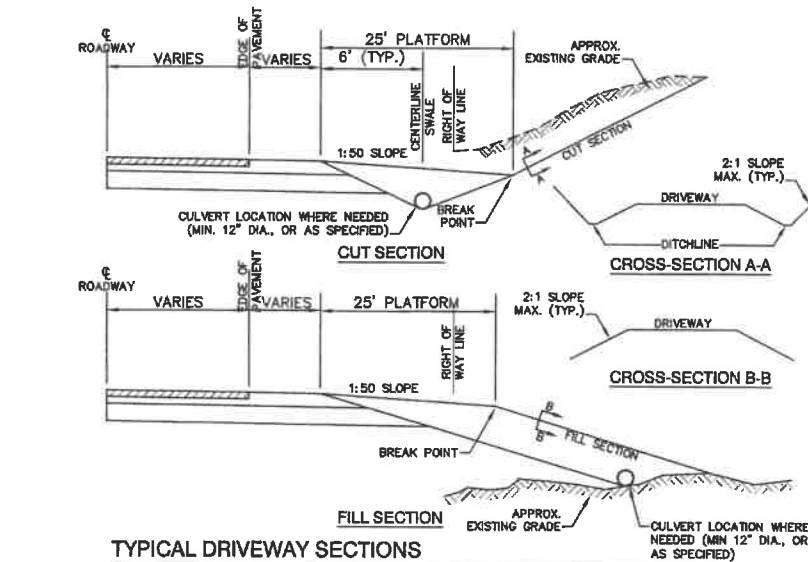 ℄
ROADWAY
VARIES
EDGE OF
PAVEMENT
VARIES
25' PLATFORM
6' (TYP.)
CENTERLINE
SWALE
RIGHT OF
WAY LINE
APPROX.
EXISTING GRADE
1:50 SLOPE
A
A
CUT SECTION
2:1 SLOPE
MAX. (TYP.)
DRIVEWAY
DITCHLINE
CROSS-SECTION A-A
CULVERT LOCATION WHERE NEEDED
(MIN. 12" DIA., OR AS SPECIFIED)
BREAK
POINT
CUT SECTION
℄
ROADWAY
VARIES
EDGE OF
PAVEMENT
VARIES
25' PLATFORM
RIGHT OF
WAY LINE
2:1 SLOPE
MAX. (TYP.)
DRIVEWAY
CROSS-SECTION B-B
1:50 SLOPE
B
B
FILL SECTION
BREAK POINT
FILL SECTION
APPROX.
EXISTING GRADE
CULVERT LOCATION WHERE
NEEDED (MIN 12" DIA., OR
AS SPECIFIED)
TYPICAL DRIVEWAY SECTIONS